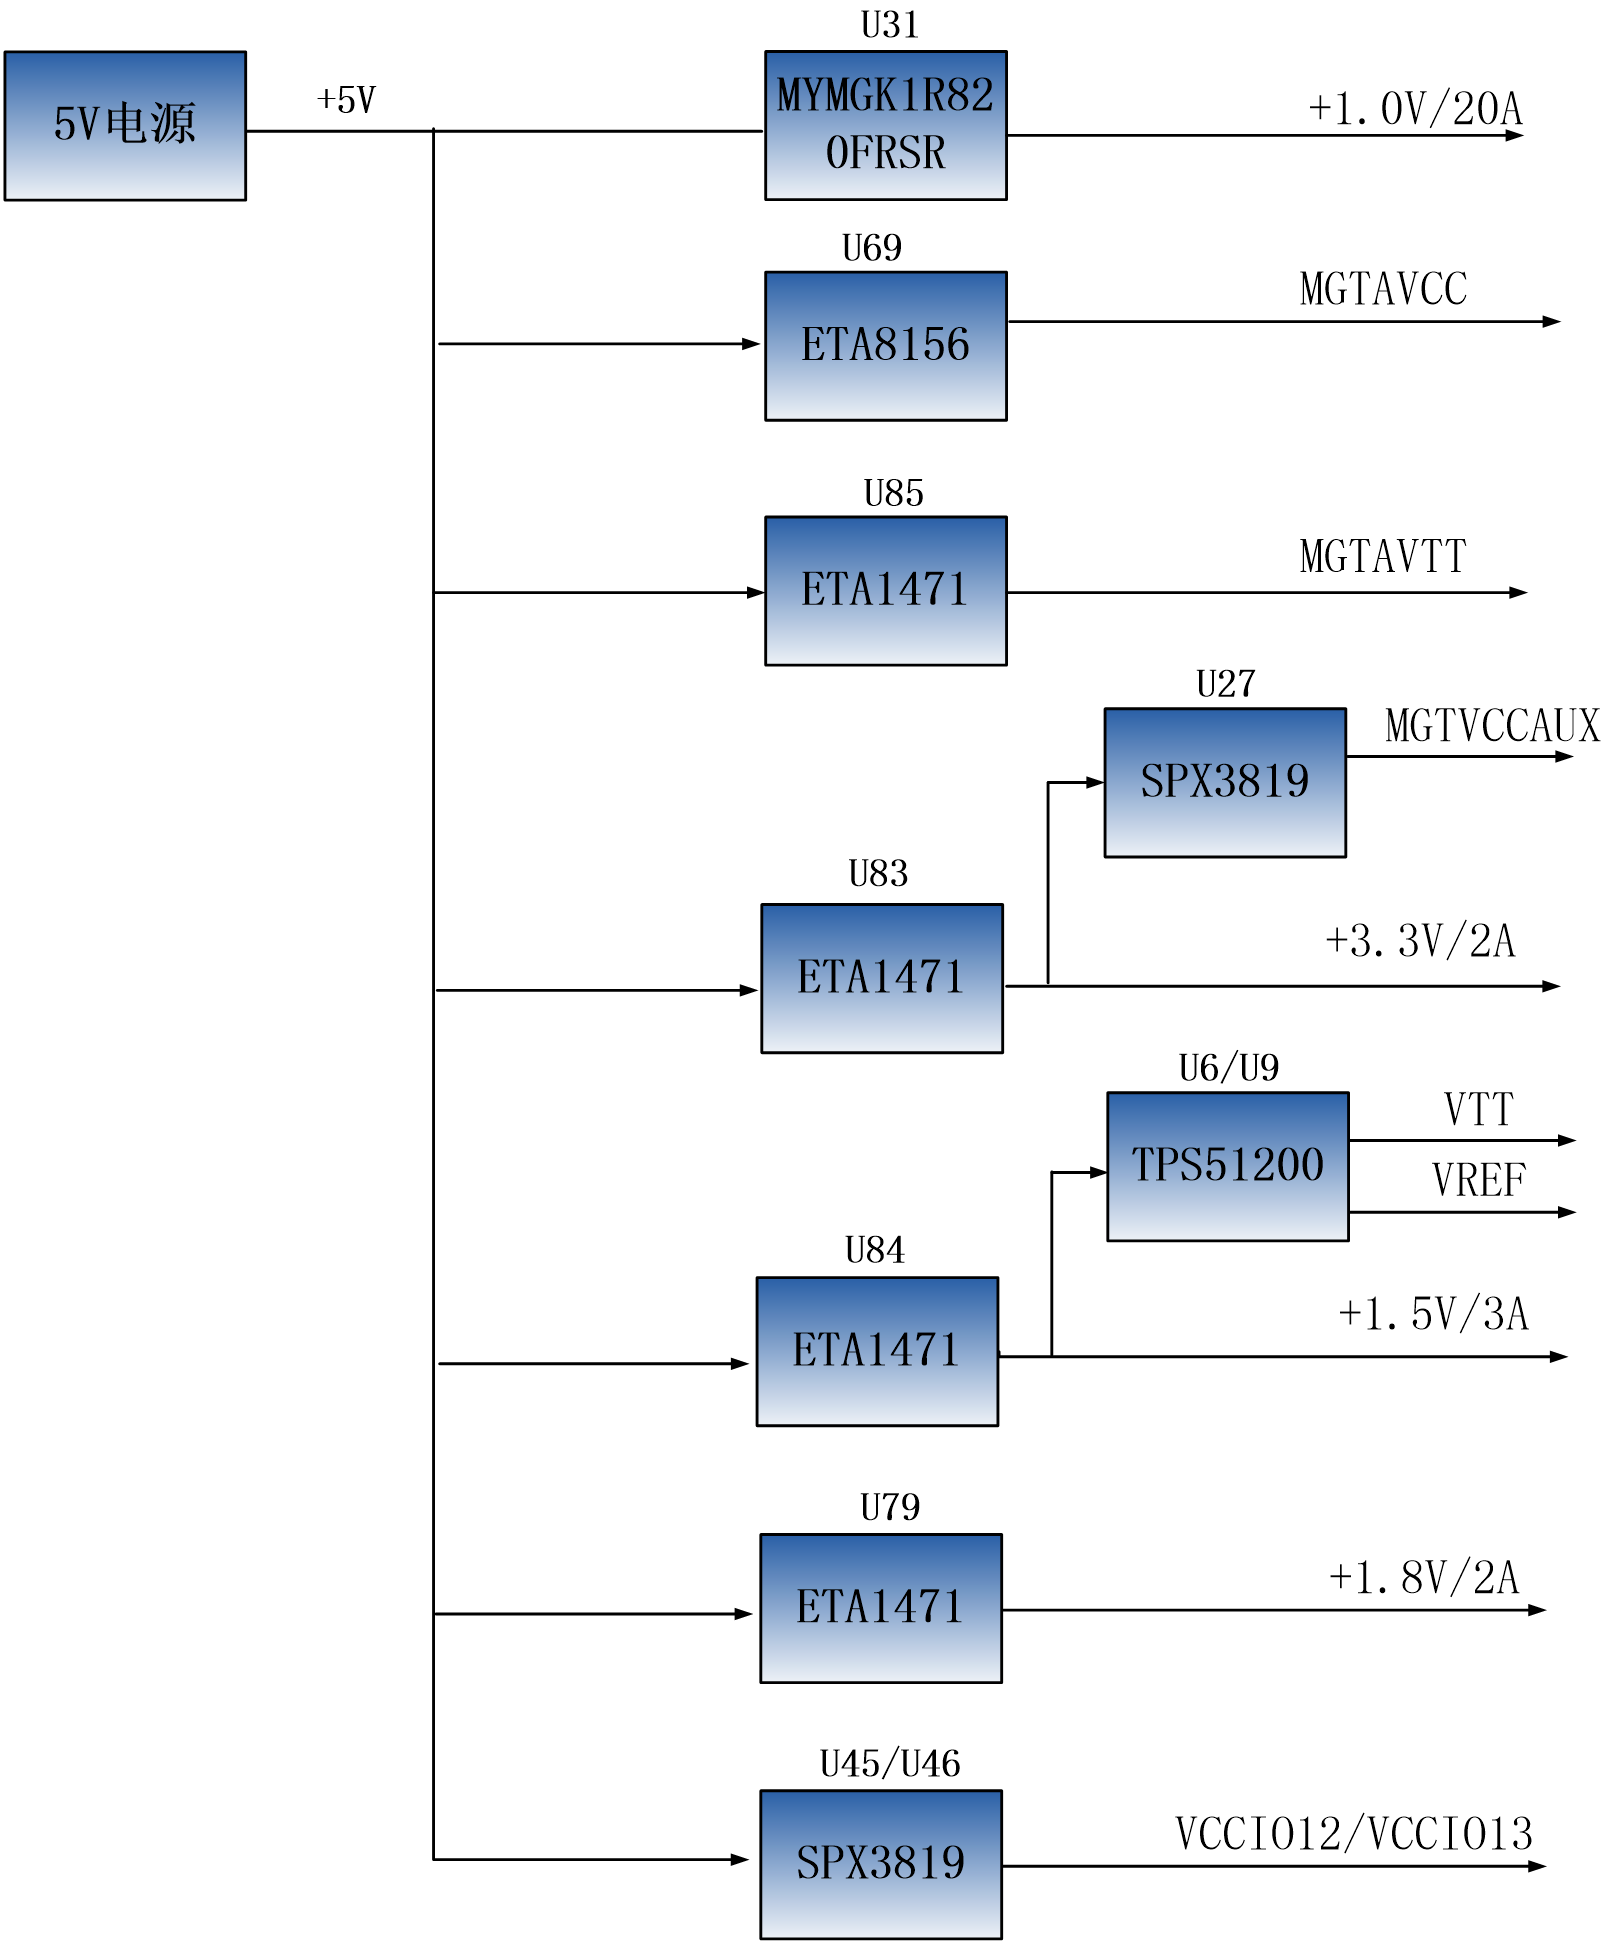 U31
5V电源
+5V
MYMGK1R82
0FRSR
+1.0V/20A
U69
ETA8156
MGTAVCC
U85
ETA1471
MGTAVTT
U27
SPX3819
MGTVCCAUX
U83
ETA1471
+3.3V/2A
U6/U9
TPS51200
VTT
VREF
U84
ETA1471
+1.5V/3A
U79
ETA1471
+1.8V/2A
U45/U46
SPX3819
VCCIO12/VCCIO13